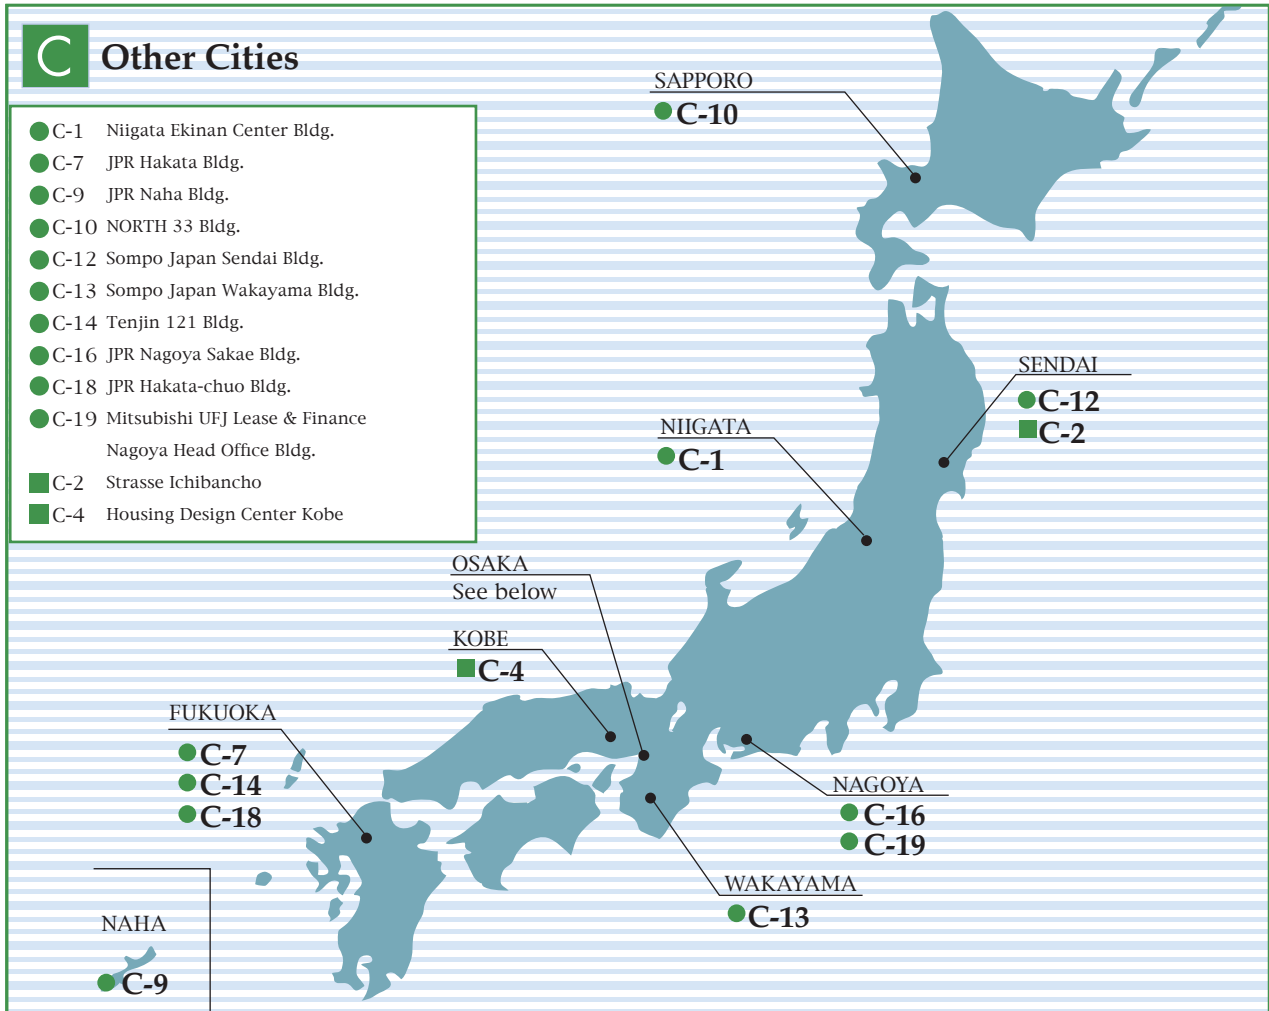 C Other Cities
C-1 Niigata Ekinan Center Bldg.
C-7 JPR Hakata Bldg.
C-9 JPR Naha Bldg.
C-10 NORTH 33 Bldg.
C-12 Sompo Japan Sendai Bldg.
C-13 Sompo Japan Wakayama Bldg.
C-14 Tenjin 121 Bldg.
C-16 JPR Nagoya Sakae Bldg.
C-18 JPR Hakata-chuo Bldg.
C-19 Mitsubishi UFJ Lease & Finance
Nagoya Head Office Bldg.
C-2 Strasse Ichibancho
C-4 Housing Design Center Kobe
SAPPORO
C-10
SENDAI
C-12
C-2
NIIGATA
C-1
OSAKA
See below
KOBE
C-4
FUKUOKA
C-7
C-14
C-18
NAGOYA
C-16
C-19
WAKAYAMA
C-13
NAHA
C-9